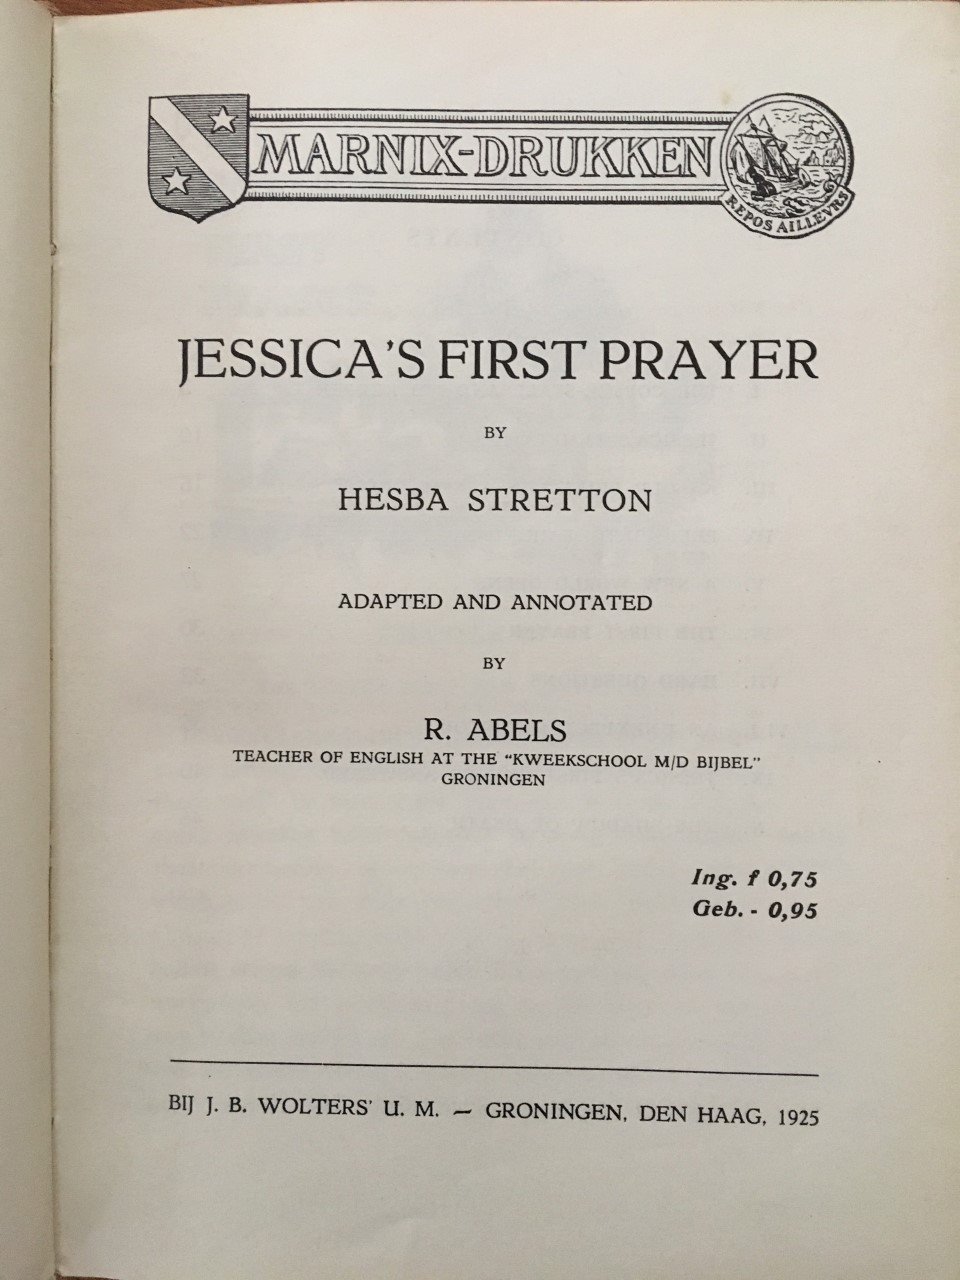 MARNIX-DRUKKEN
REPOS AILLEVRS
JESSICA'S FIRST PRAYER
BY
HESBA STRETTON
ADAPTED AND ANNOTATED
BY
R. ABELS
TEACHER OF ENGLISH AT THE “KWEEKSCHOOL M/D BIJBEL”
GRONINGEN
Ing. f 0,75
Geb. - 0,95
BIJ J. B. WOLTERS' U. M. — GRONINGEN, DEN HAAG, 1925